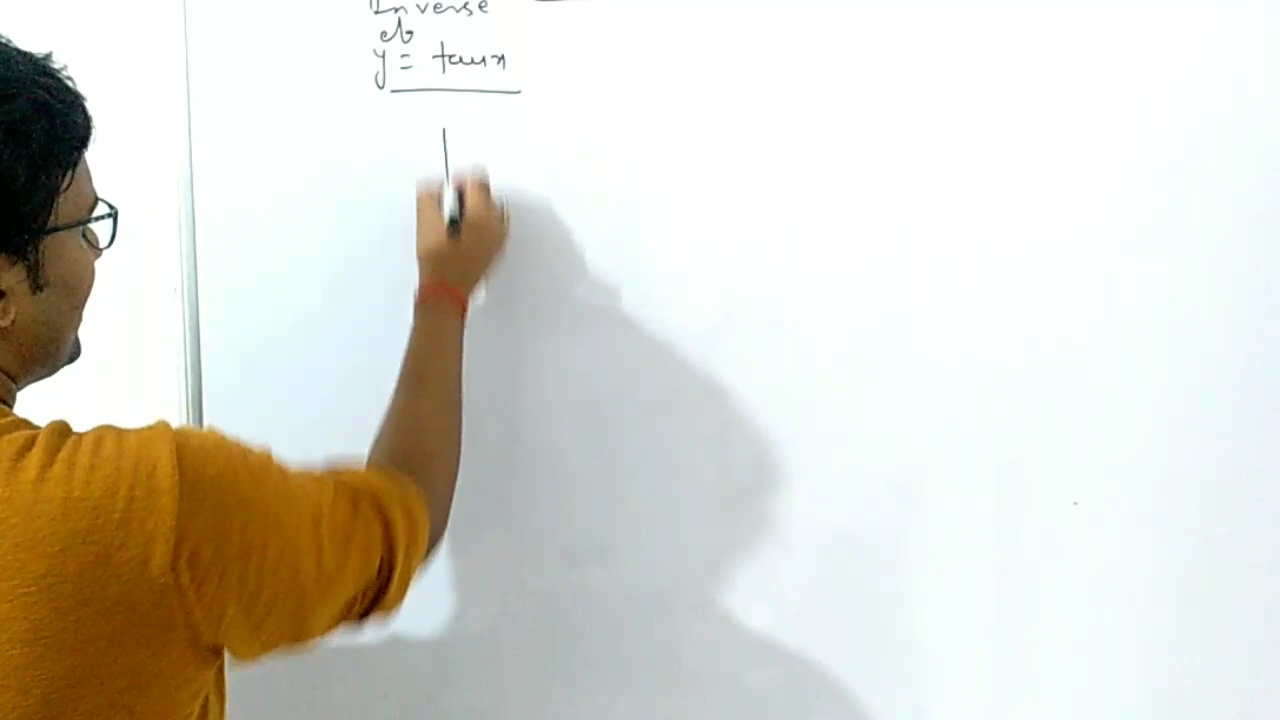 Inverse
of
y = tanx